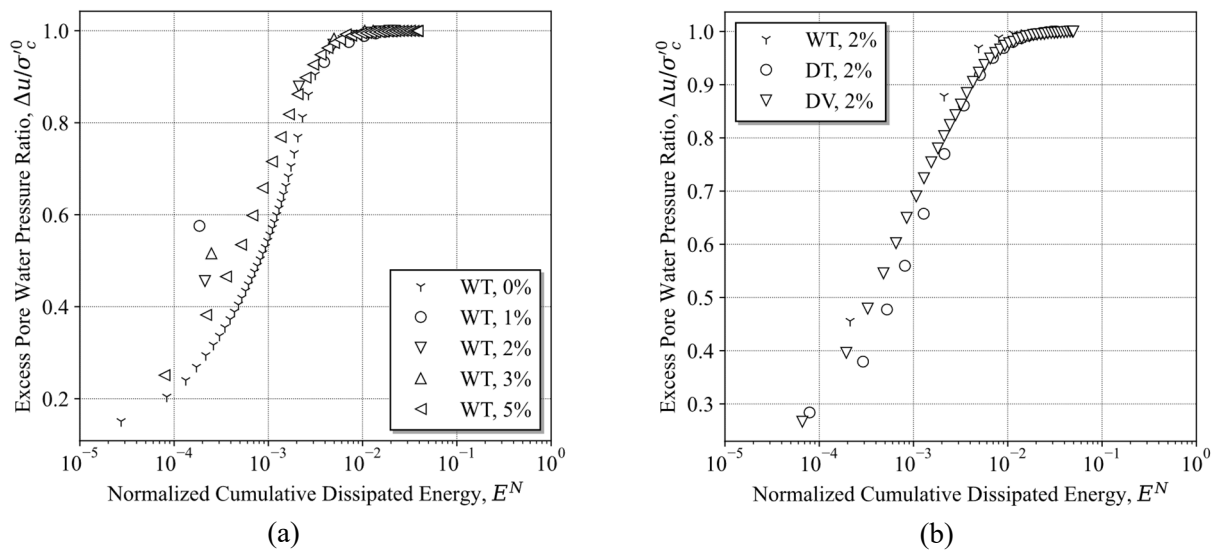 Excess Pore Water Pressure Ratio, Δu/σ′⁰c
1.0
0.8
0.6
0.4
0.2
WT, 0%
WT, 1%
WT, 2%
WT, 3%
WT, 5%
10⁻⁵ 10⁻⁴ 10⁻³ 10⁻² 10⁻¹ 10⁰
Normalized Cumulative Dissipated Energy, Eᴺ
(a)
Excess Pore Water Pressure Ratio, Δu/σ′⁰c
1.0
0.9
0.8
0.7
0.6
0.5
0.4
0.3
WT, 2%
DT, 2%
DV, 2%
10⁻⁵ 10⁻⁴ 10⁻³ 10⁻² 10⁻¹ 10⁰
Normalized Cumulative Dissipated Energy, Eᴺ
(b)